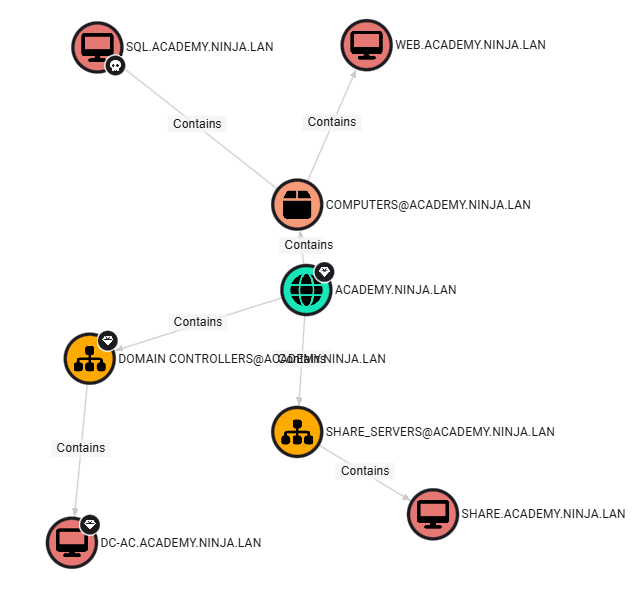 SQL.ACADEMY.NINJA.LAN
WEB.ACADEMY.NINJA.LAN
Contains
Contains
COMPUTERS@ACADEMY.NINJA.LAN
Contains
ACADEMY.NINJA.LAN
Contains
DOMAIN CONTROLLERS@ACADEMY.NINJA.LAN
Contains
SHARE_SERVERS@ACADEMY.NINJA.LAN
Contains
Contains
SHARE.ACADEMY.NINJA.LAN
DC-AC.ACADEMY.NINJA.LAN